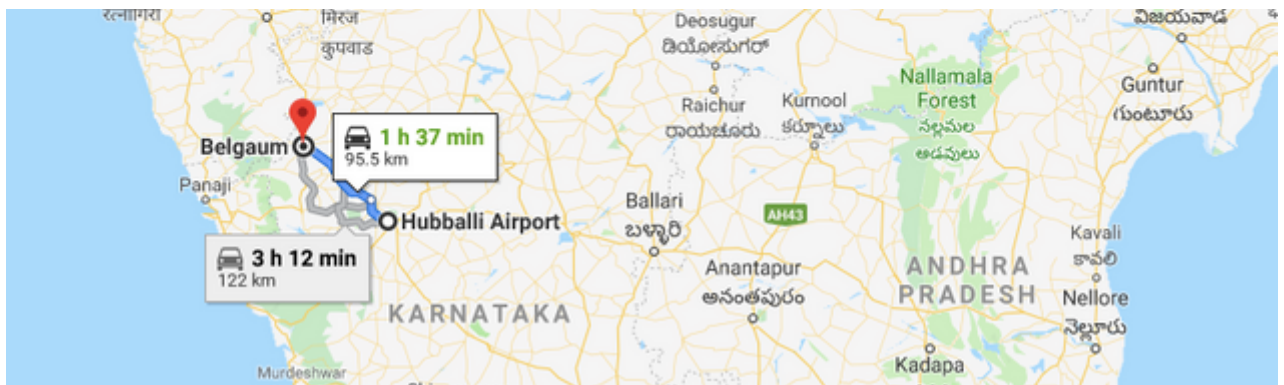 रत्नागिरी
मिरज
कुपवाड
Deosugur
ಡಿಯೋಸುಗರ್
Raichur
ರಾಯಚೂರು
Kurnool
కర్నూలు
Nallamala
Forest
నల్లమల
అడవులు
విజయవాడ
Guntur
గుంటూరు
Belgaum
1 h 37 min
95.5 km
Panaji
Hubballi Airport
3 h 12 min
122 km
Ballari
ಬಳ್ಳಾರಿ
AH43
Anantapur
అనంతపురం
KARNATAKA
ANDHRA
PRADESH
Kavali
కావలి
Nellore
నెల్లూరు
Kadapa
Murdeshwar